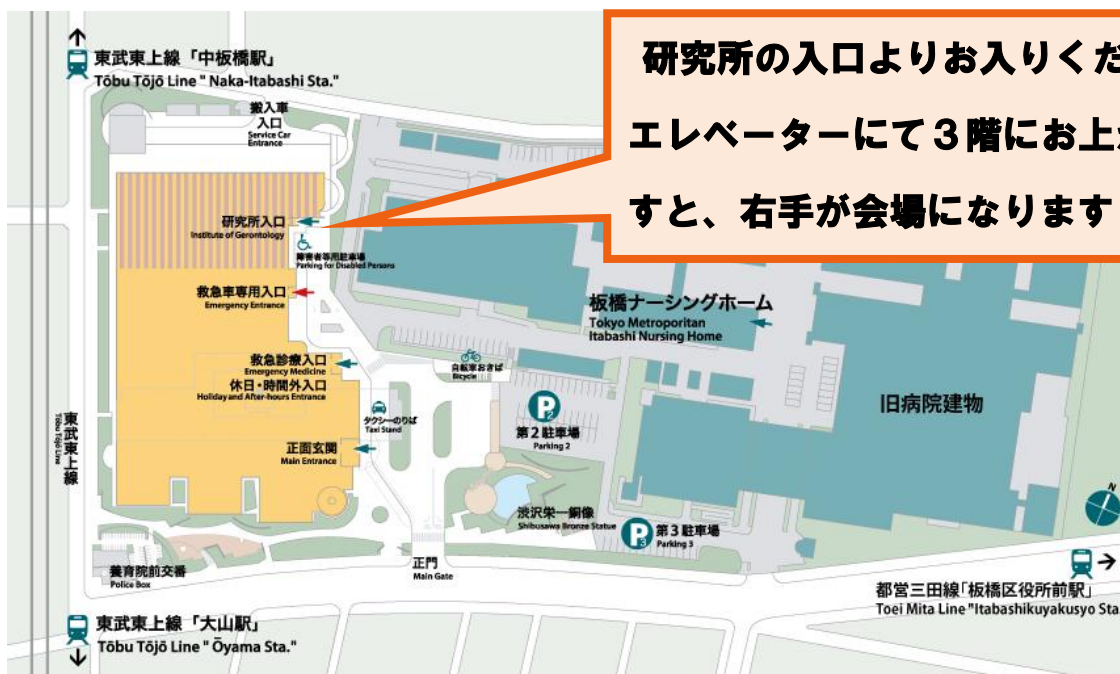 東武東上線「中板橋駅」
Tōbu Tōjō Line " Naka-Itabashi Sta."
研究所の入口よりお入りくだ
エレベーターにて３階にお上が
すと、右手が会場になります
搬入車
入口
Service Car
Entrance
研究所入口
Institute of Gerontology
障害者等用駐車場
Parking for Disabled Persons
救急車専用入口
Emergency Entrance
板橋ナーシングホーム
Tokyo Metroporitan
Itabashi Nursing Home
救急診療入口
Emergency Medicine
休日・時間外入口
Holiday and After-hours Entrance
自転車おきば
Bicycle
タクシーのりば
Taxi Stand
P2
第２駐車場
Parking 2
旧病院建物
東武東上線
Tōbu Tōjō Line
正面玄関
Main Entrance
渋沢栄一銅像
Shibusawa Bronze Statue
P3
第３駐車場
Parking 3
N
養育院前交番
Police Box
正門
Main Gate
都営三田線「板橋区役所前駅」
Toei Mita Line "Itabashikuyakusyo Sta.
東武東上線「大山駅」
Tōbu Tōjō Line " Ōyama Sta."